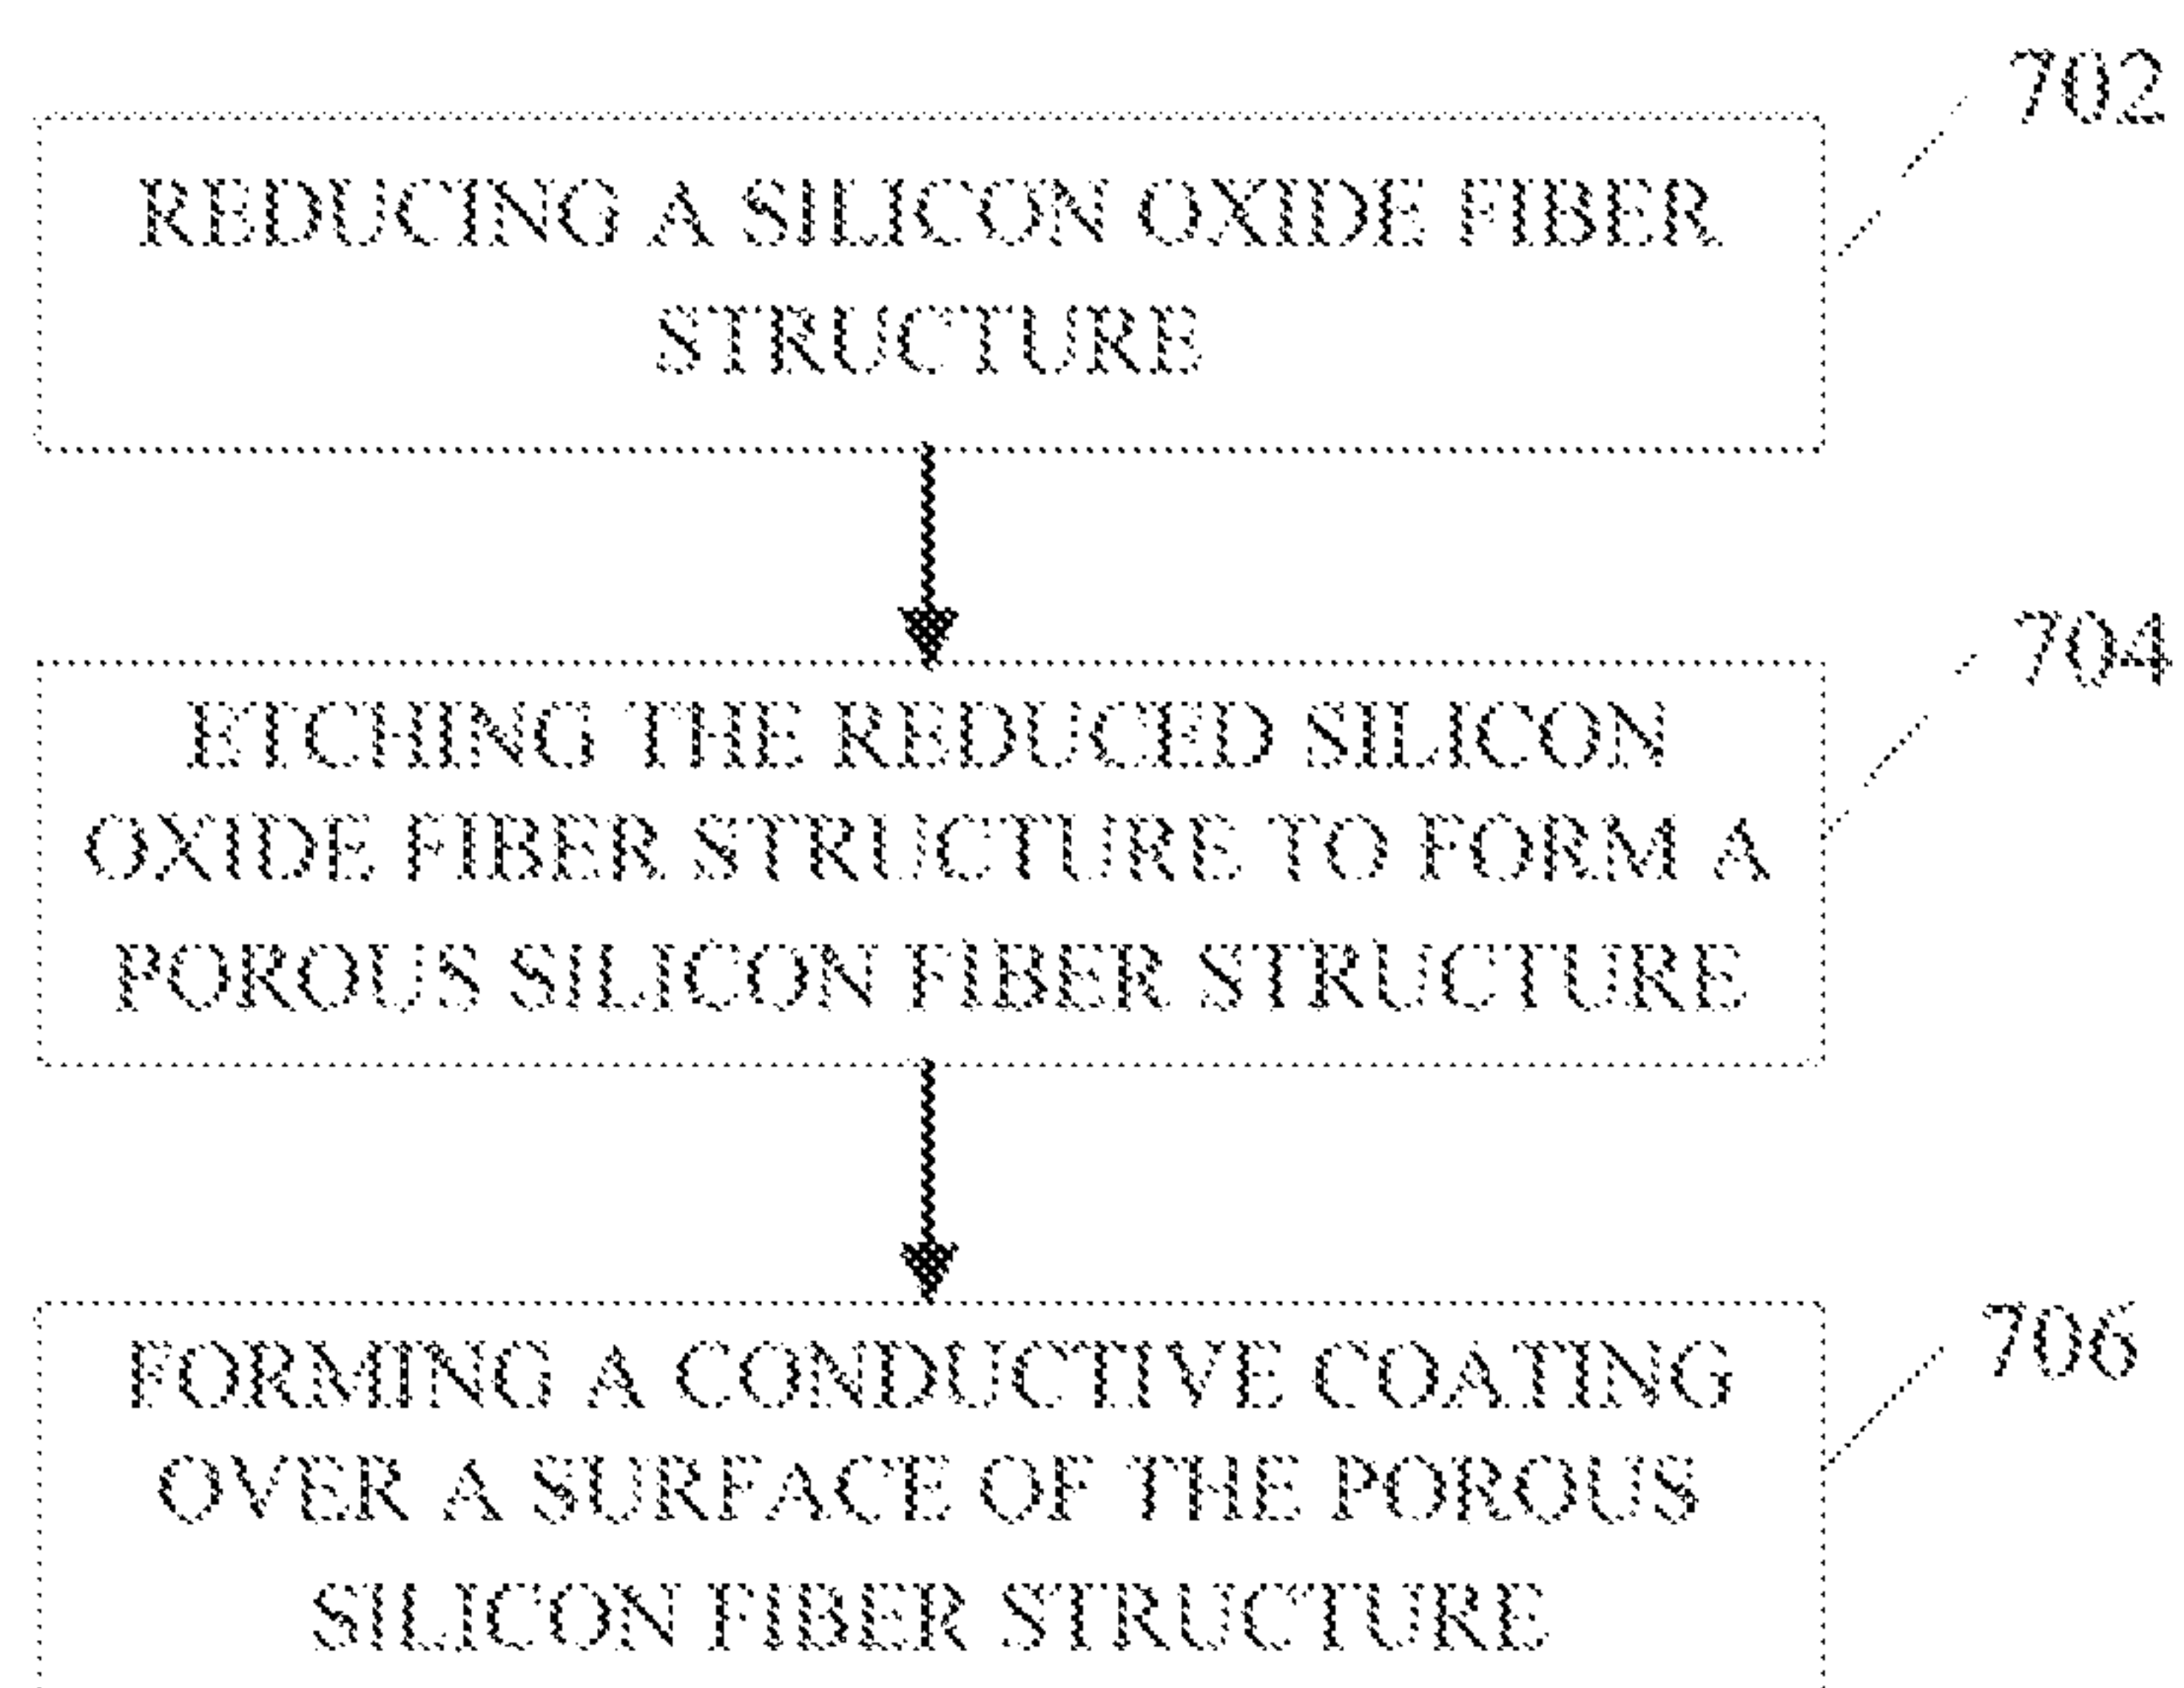 702
REDUCING A SILICON OXIDE FIBER
STRUCTURE
704
ETCHING THE REDUCED SILICON
OXIDE FIBER STRUCTURE TO FORM A
POROUS SILICON FIBER STRUCTURE
706
FORMING A CONDUCTIVE COATING
OVER A SURFACE OF THE POROUS
SILICON FIBER STRUCTURE